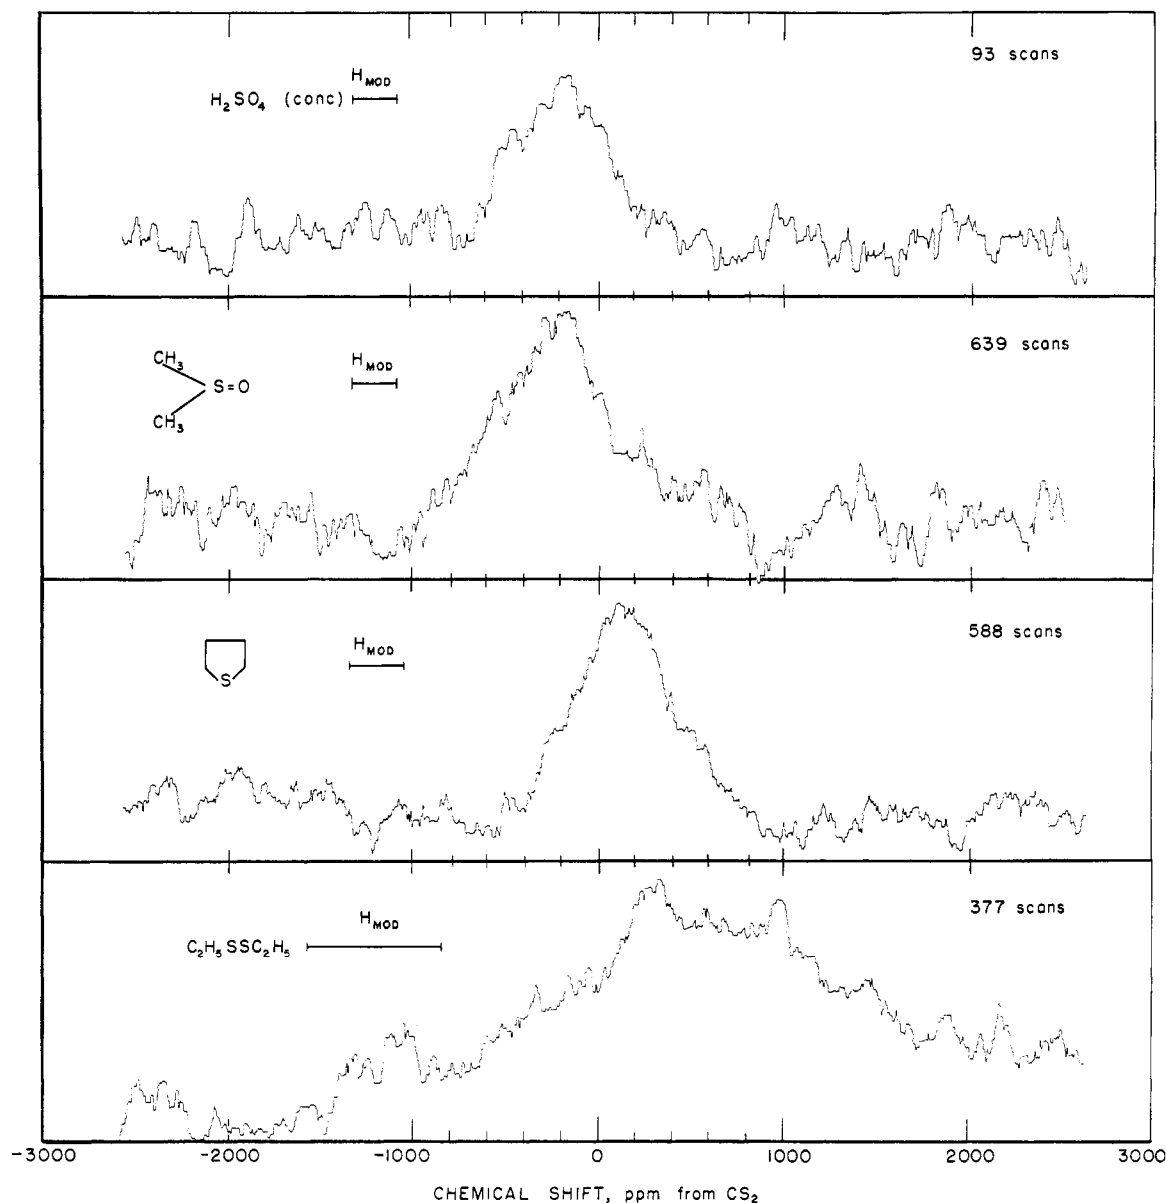 93 scans
H_MOD
H₂SO₄ (conc)
639 scans
CH₃
H_MOD
S=O
CH₃
588 scans
H_MOD
S
377 scans
H_MOD
C₂H₅SSC₂H₅
-3000 -2000 -1000 0 1000 2000 3000
CHEMICAL SHIFT, ppm from CS₂